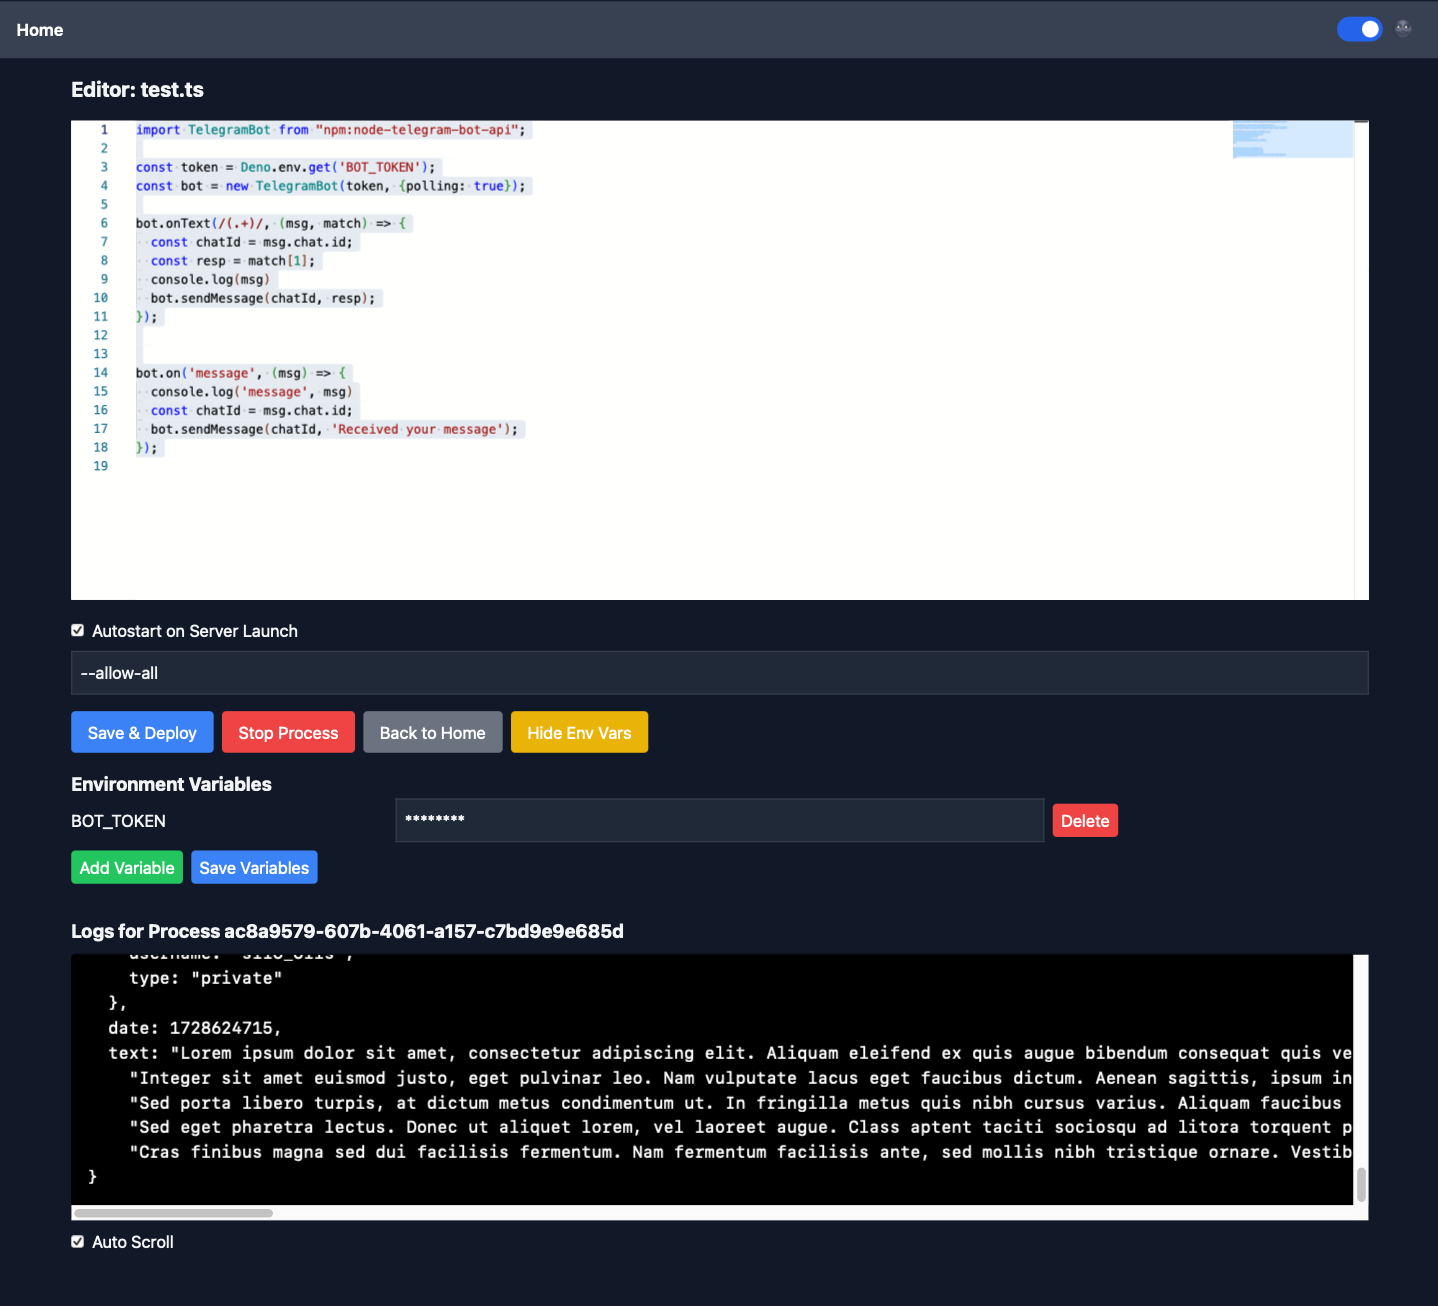 Home
Editor: test.ts
1 import TelegramBot from "npm:node-telegram-bot-api";
2
3 const token = Deno.env.get('BOT_TOKEN');
4 const bot = new TelegramBot(token, {polling: true});
5
6 bot.onText(/(.+)/, (msg, match) => {
7 const chatId = msg.chat.id;
8 const resp = match[1];
9 console.log(msg)
10 bot.sendMessage(chatId, resp);
11 });
12
13
14 bot.on('message', (msg) => {
15 console.log('message', msg)
16 const chatId = msg.chat.id;
17 bot.sendMessage(chatId, 'Received your message');
18 });
19
Autostart on Server Launch
--allow-all
Save & Deploy Stop Process Back to Home Hide Env Vars
Environment Variables
BOT_TOKEN ******** Delete
Add Variable Save Variables
Logs for Process ac8a9579-607b-4061-a157-c7bd9e9e685d
username:
type: "private"
},
date: 1728624715,
text: "Lorem ipsum dolor sit amet, consectetur adipiscing elit. Aliquam eleifend ex quis augue bibendum consequat quis ve
"Integer sit amet euismod justo, eget pulvinar leo. Nam vulputate lacus eget faucibus dictum. Aenean sagittis, ipsum in
"Sed porta libero turpis, at dictum metus condimentum ut. In fringilla metus quis nibh cursus varius. Aliquam faucibus
"Sed eget pharetra lectus. Donec ut aliquet lorem, vel laoreet augue. Class aptent taciti sociosqu ad litora torquent p
"Cras finibus magna sed dui facilisis fermentum. Nam fermentum facilisis ante, sed mollis nibh tristique ornare. Vestib
}
Auto Scroll